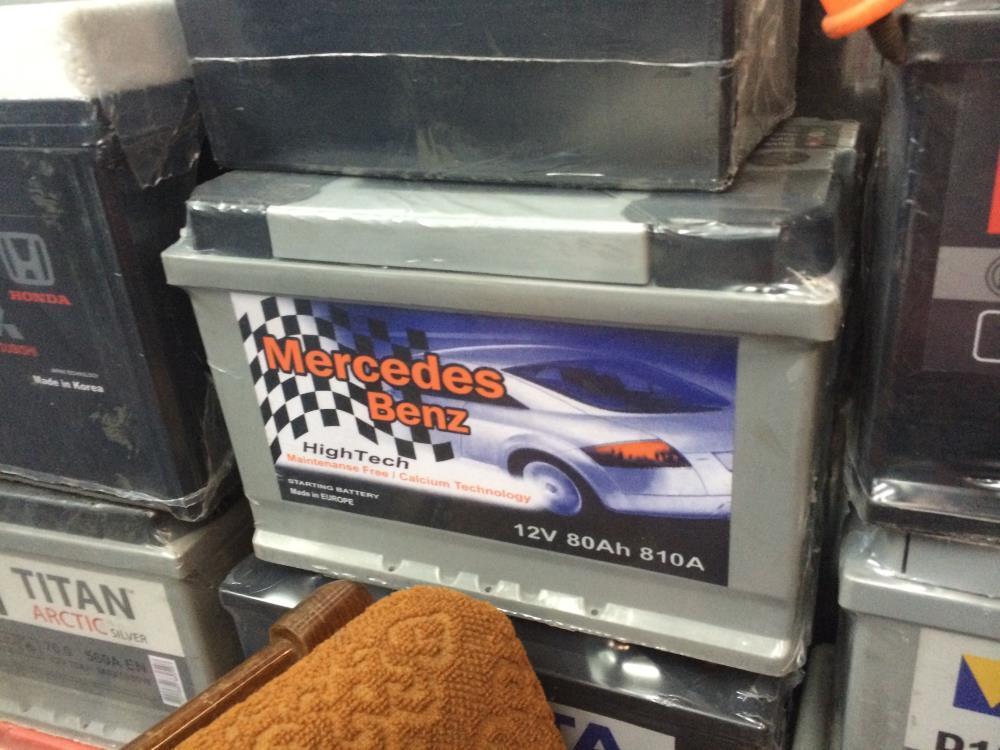 HONDA
Made in Korea
Mercedes
Benz
HighTech
Maintenanse Free / Calcium Technology
STARTING BATTERY
Made in EUROPE
12V 80Ah 810A
TITAN
ARCTIC SILVER